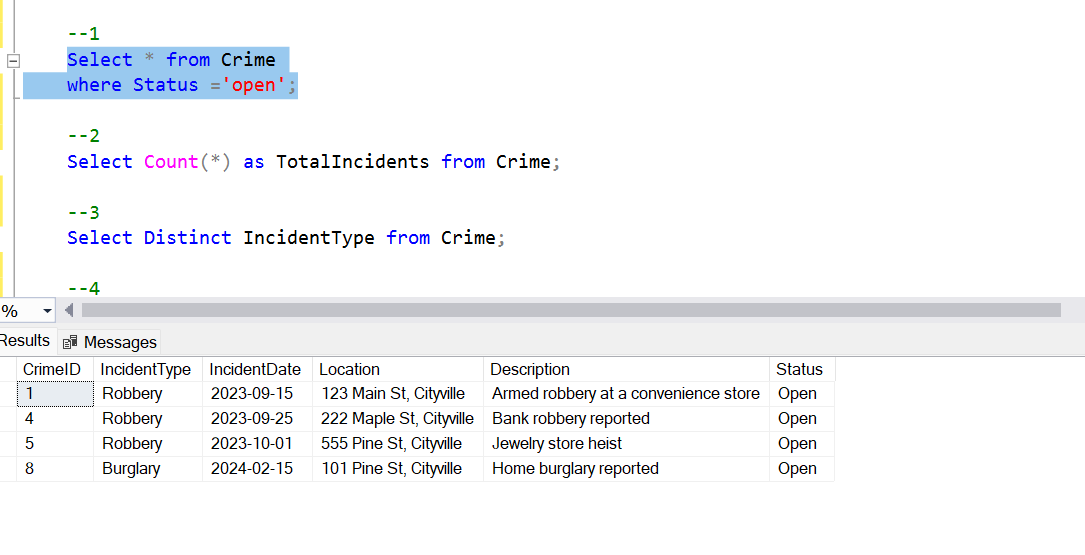 --1
Select * from Crime
where Status ='open';
--2
Select Count(*) as TotalIncidents from Crime;
--3
Select Distinct IncidentType from Crime;
--4
%
Results Messages
CrimeID IncidentType IncidentDate Location Description Status
1 Robbery 2023-09-15 123 Main St, Cityville Armed robbery at a convenience store Open
4 Robbery 2023-09-25 222 Maple St, Cityville Bank robbery reported Open
5 Robbery 2023-10-01 555 Pine St, Cityville Jewelry store heist Open
8 Burglary 2024-02-15 101 Pine St, Cityville Home burglary reported Open